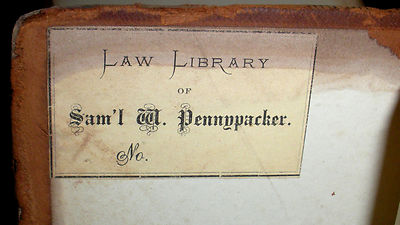 LAW LIBRARY
OF
Sam'l W. Pennypacker.
No.